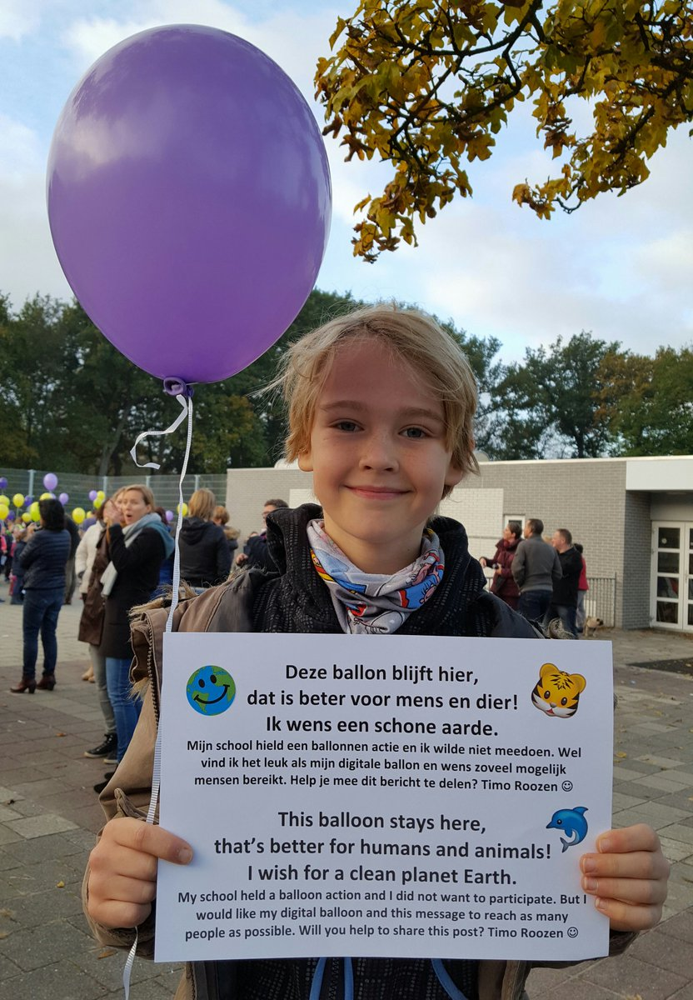 Deze ballon blijft hier,
dat is beter voor mens en dier!
Ik wens een schone aarde.
Mijn school hield een ballonnen actie en ik wilde niet meedoen. Wel
vind ik het leuk als mijn digitale ballon en wens zoveel mogelijk
mensen bereikt. Help je mee dit bericht te delen? Timo Roozen ☺
This balloon stays here,
that's better for humans and animals!
I wish for a clean planet Earth.
My school held a balloon action and I did not want to participate. But I
would like my digital balloon and this message to reach as many
people as possible. Will you help to share this post? Timo Roozen ☺